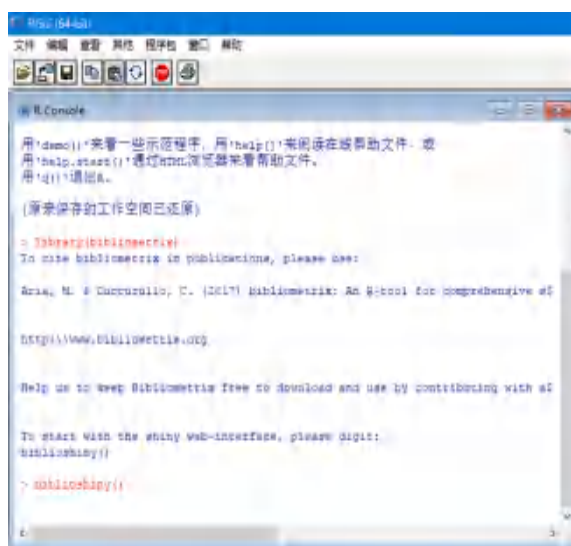 (64-bit)
文件 编辑 查看 其他 程序包 窗口 帮助
R Console
用'demo()'来看一些示范程序，用'help()'来阅读在线帮助文件，或
用'help.start()'通过HTML浏览器来看帮助文件。
用'q()'退出R。
(原来保存的工作空间已还原)
> library(bibliometrix)
To cite bibliometrix in publications, please use:
Aria, M. & Cuccurullo, C. (2017) bibliometrix: An R-tool for comprehensive
http:\\www.bibliometrix.org
Help us to keep Bibliometrix free to download and use by contributing with
To start with the shiny web-interface, please digit:
biblioshiny()
> biblioshiny()